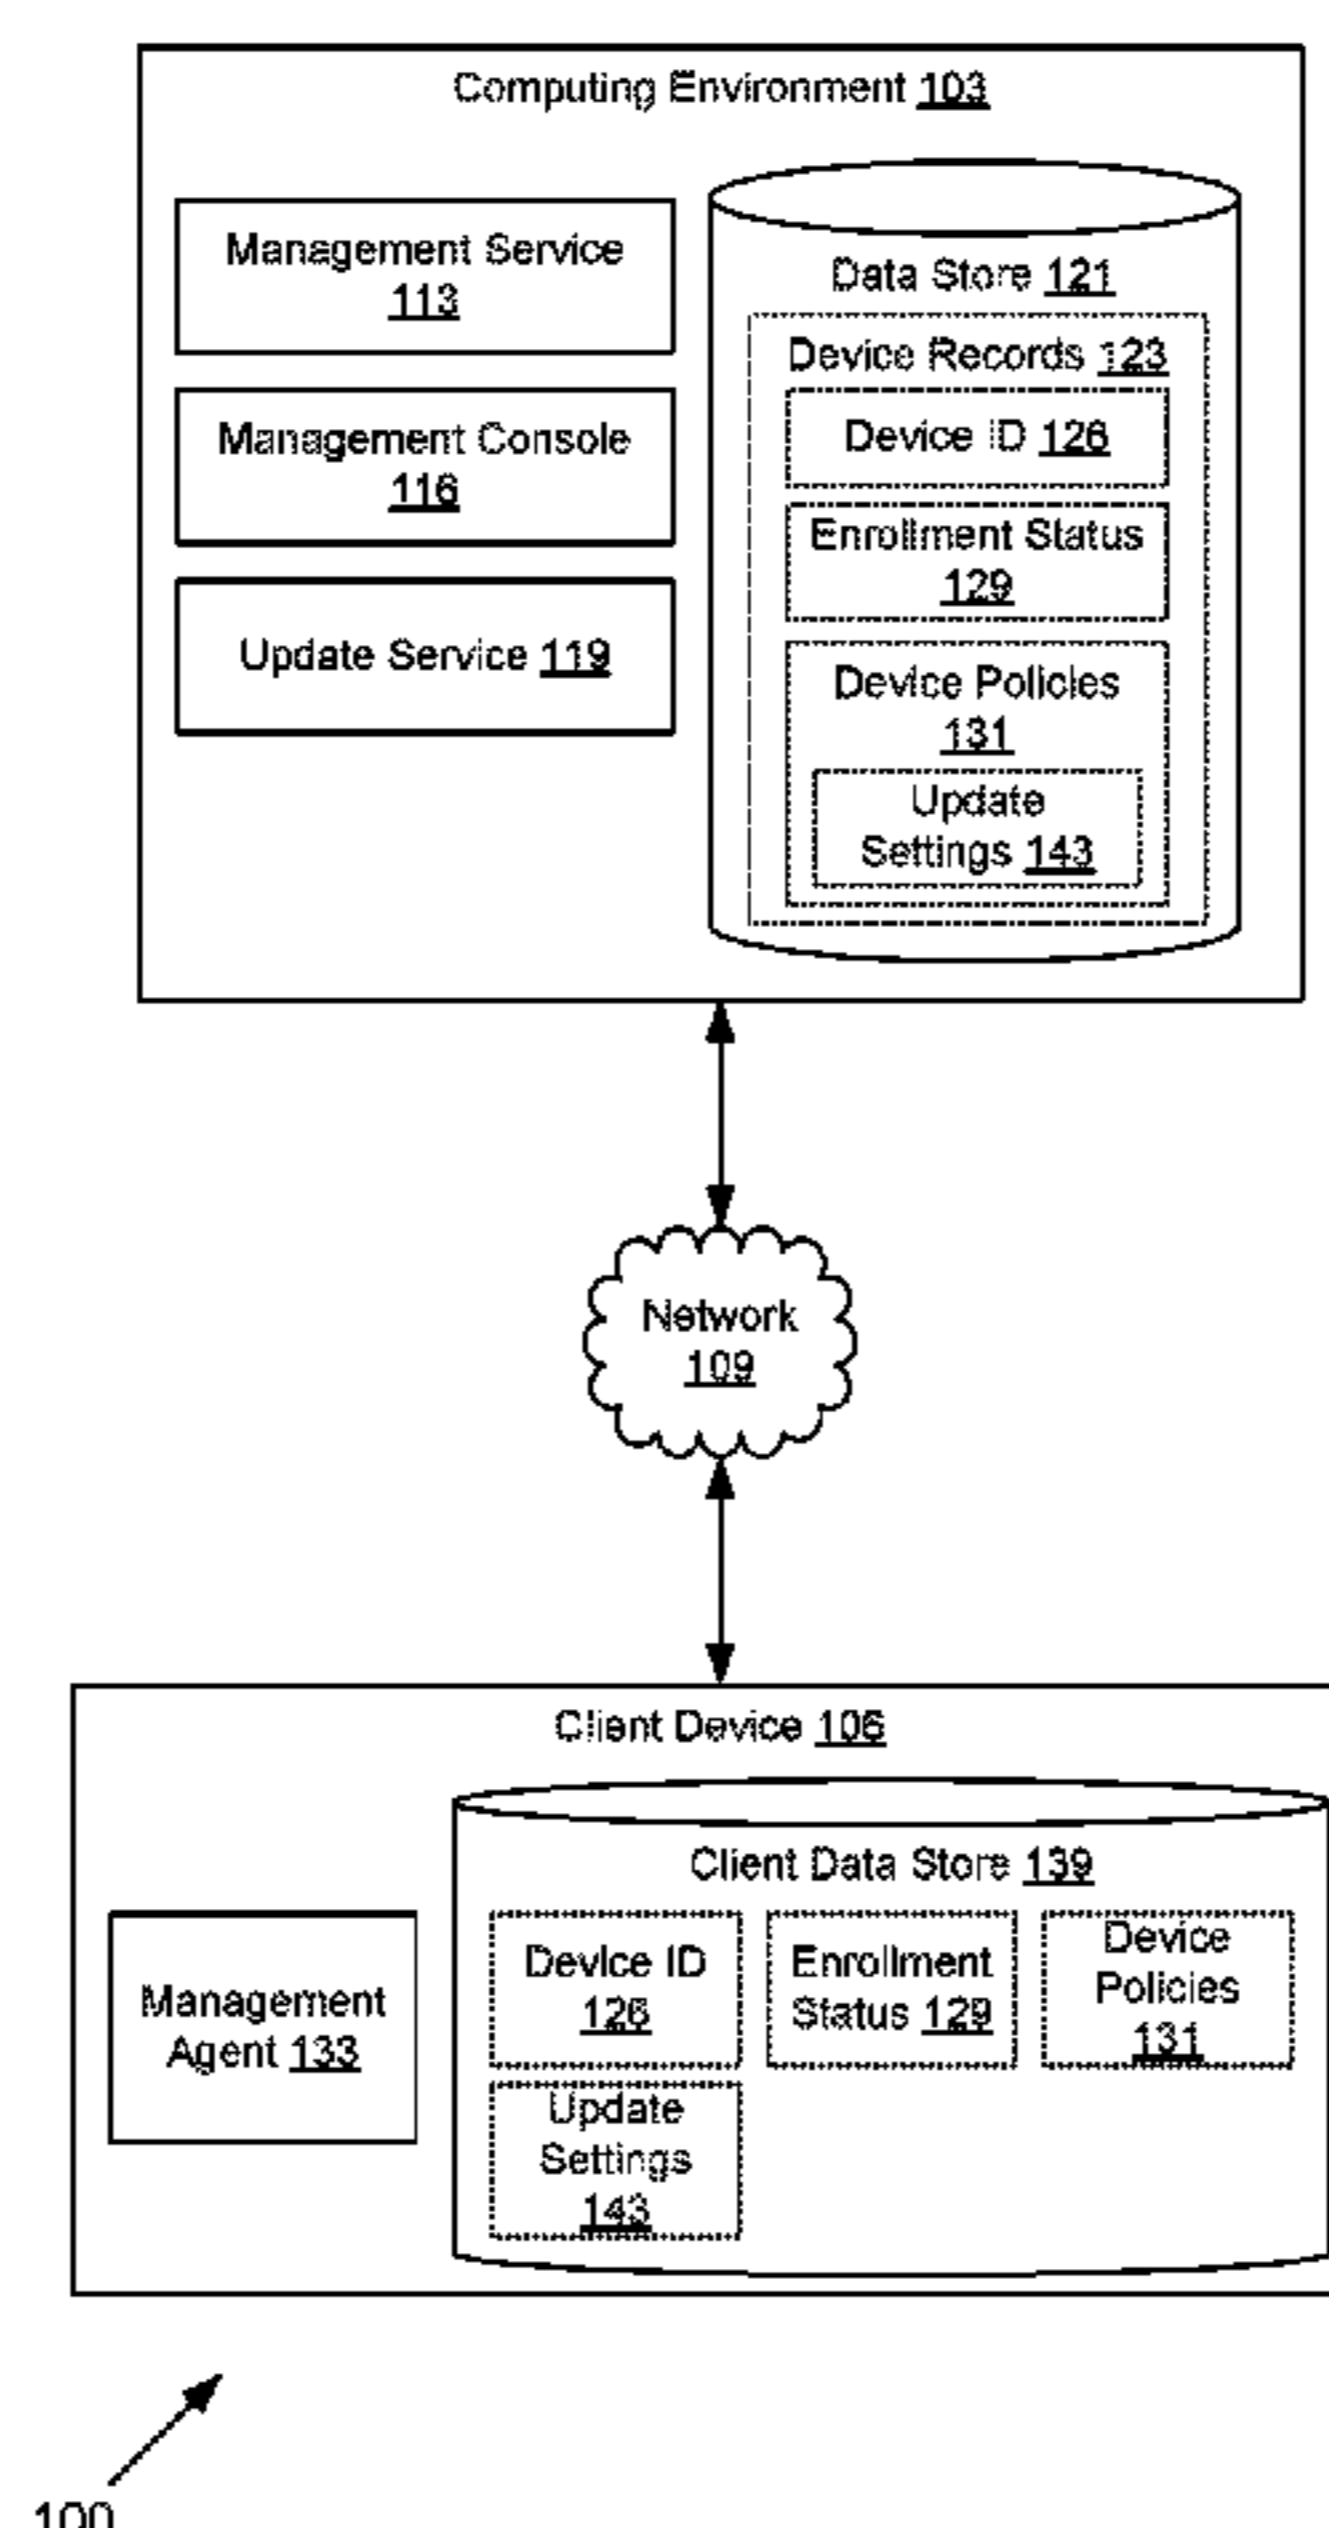 Computing Environment 103
Management Service
113
Management Console
116
Update Service 119
Data Store 121
Device Records 123
Device ID 126
Enrollment Status
129
Device Policies
131
Update
Settings 143
Network
109
Client Device 106
Client Data Store 139
Management
Agent 133
Device ID
126
Enrollment
Status 129
Device
Policies
131
Update
Settings
143
100